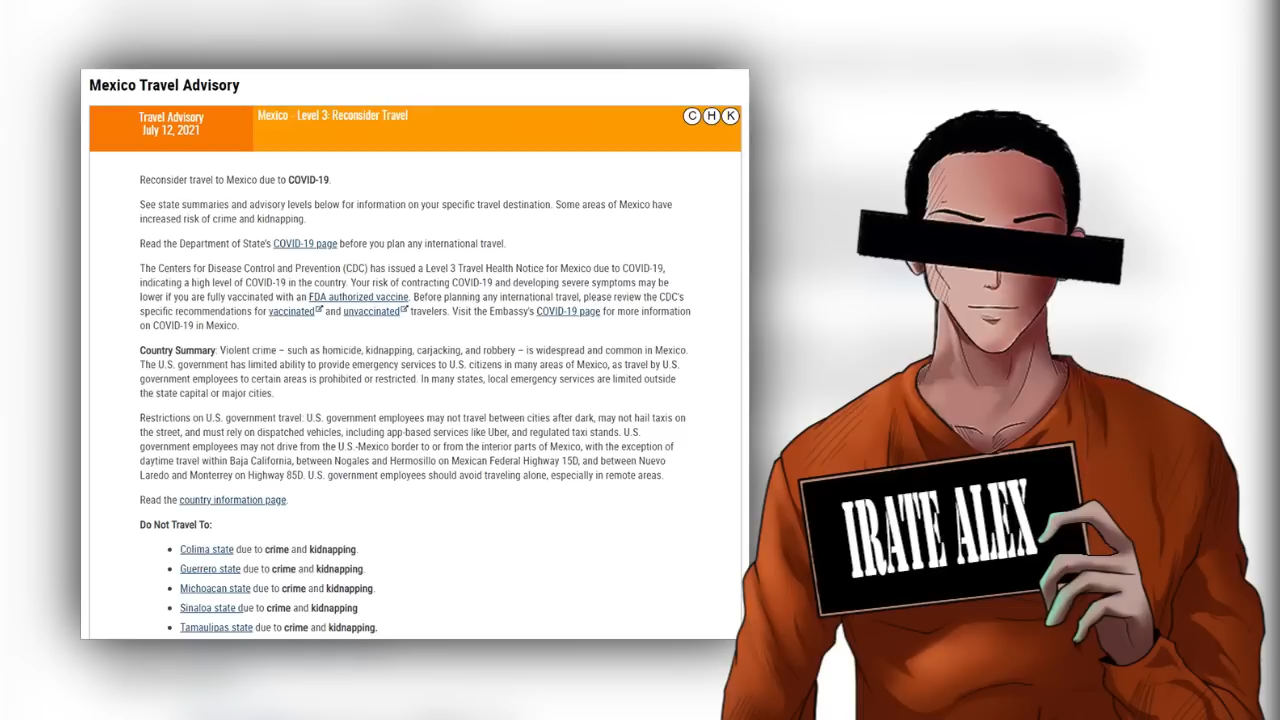 Mexico Travel Advisory
Travel Advisory
July 12, 2021
Mexico - Level 3: Reconsider Travel
C H K
Reconsider travel to Mexico due to COVID-19.
See state summaries and advisory levels below for information on your specific travel destination. Some areas of Mexico have
increased risk of crime and kidnapping.
Read the Department of State's COVID-19 page before you plan any international travel.
The Centers for Disease Control and Prevention (CDC) has issued a Level 3 Travel Health Notice for Mexico due to COVID-19,
indicating a high level of COVID-19 in the country. Your risk of contracting COVID-19 and developing severe symptoms may be
lower if you are fully vaccinated with an FDA authorized vaccine. Before planning any international travel, please review the CDC's
specific recommendations for vaccinated and unvaccinated travelers. Visit the Embassy's COVID-19 page for more information
on COVID-19 in Mexico.
Country Summary: Violent crime – such as homicide, kidnapping, carjacking, and robbery – is widespread and common in Mexico.
The U.S. government has limited ability to provide emergency services to U.S. citizens in many areas of Mexico, as travel by U.S.
government employees to certain areas is prohibited or restricted. In many states, local emergency services are limited outside
the state capital or major cities.
Restrictions on U.S. government travel: U.S. government employees may not travel between cities after dark, may not hail taxis on
the street, and must rely on dispatched vehicles, including app-based services like Uber, and regulated taxi stands. U.S.
government employees may not drive from the U.S.-Mexico border to or from the interior parts of Mexico, with the exception of
daytime travel within Baja California, between Nogales and Hermosillo on Mexican Federal Highway 15D, and between Nuevo
Laredo and Monterrey on Highway 85D. U.S. government employees should avoid traveling alone, especially in remote areas.
Read the country information page.
Do Not Travel To:
• Colima state due to crime and kidnapping.
• Guerrero state due to crime and kidnapping.
• Michoacan state due to crime and kidnapping.
• Sinaloa state due to crime and kidnapping
• Tamaulipas state due to crime and kidnapping.
IRATE ALEX